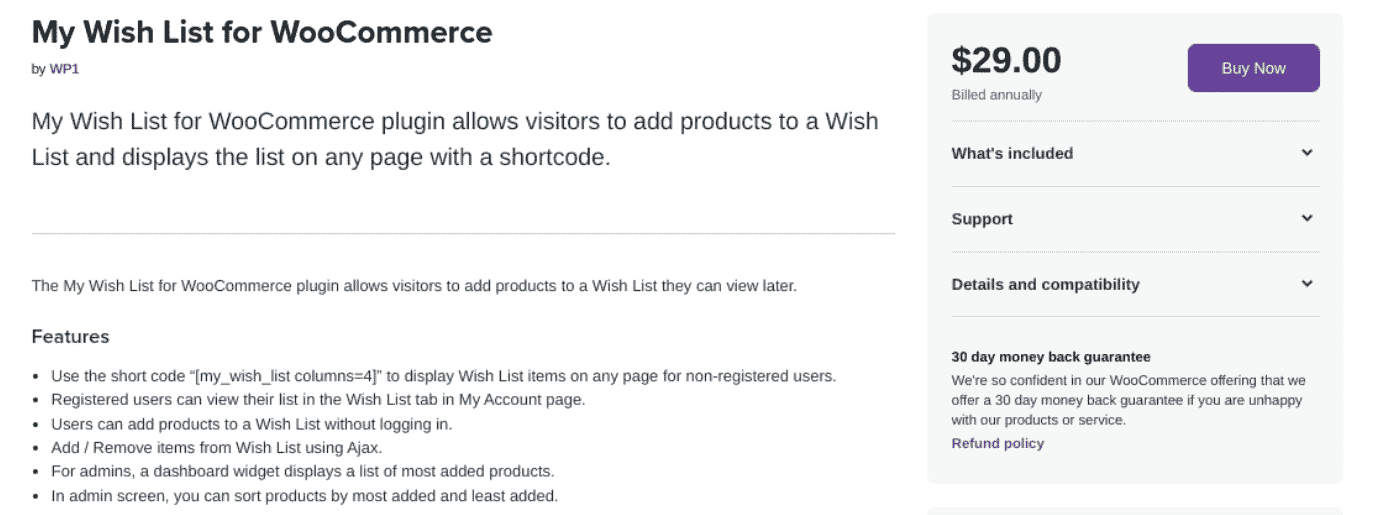 My Wish List for WooCommerce
by WP1
My Wish List for WooCommerce plugin allows visitors to add products to a Wish
List and displays the list on any page with a shortcode.
The My Wish List for WooCommerce plugin allows visitors to add products to a Wish List they can view later.
Features
• Use the short code “[my_wish_list columns=4]” to display Wish List items on any page for non-registered users.
• Registered users can view their list in the Wish List tab in My Account page.
• Users can add products to a Wish List without logging in.
• Add / Remove items from Wish List using Ajax.
• For admins, a dashboard widget displays a list of most added products.
• In admin screen, you can sort products by most added and least added.
$29.00
Buy Now
Billed annually
What's included
Support
Details and compatibility
30 day money back guarantee
We're so confident in our WooCommerce offering that we
offer a 30 day money back guarantee if you are unhappy
with our products or service.
Refund policy